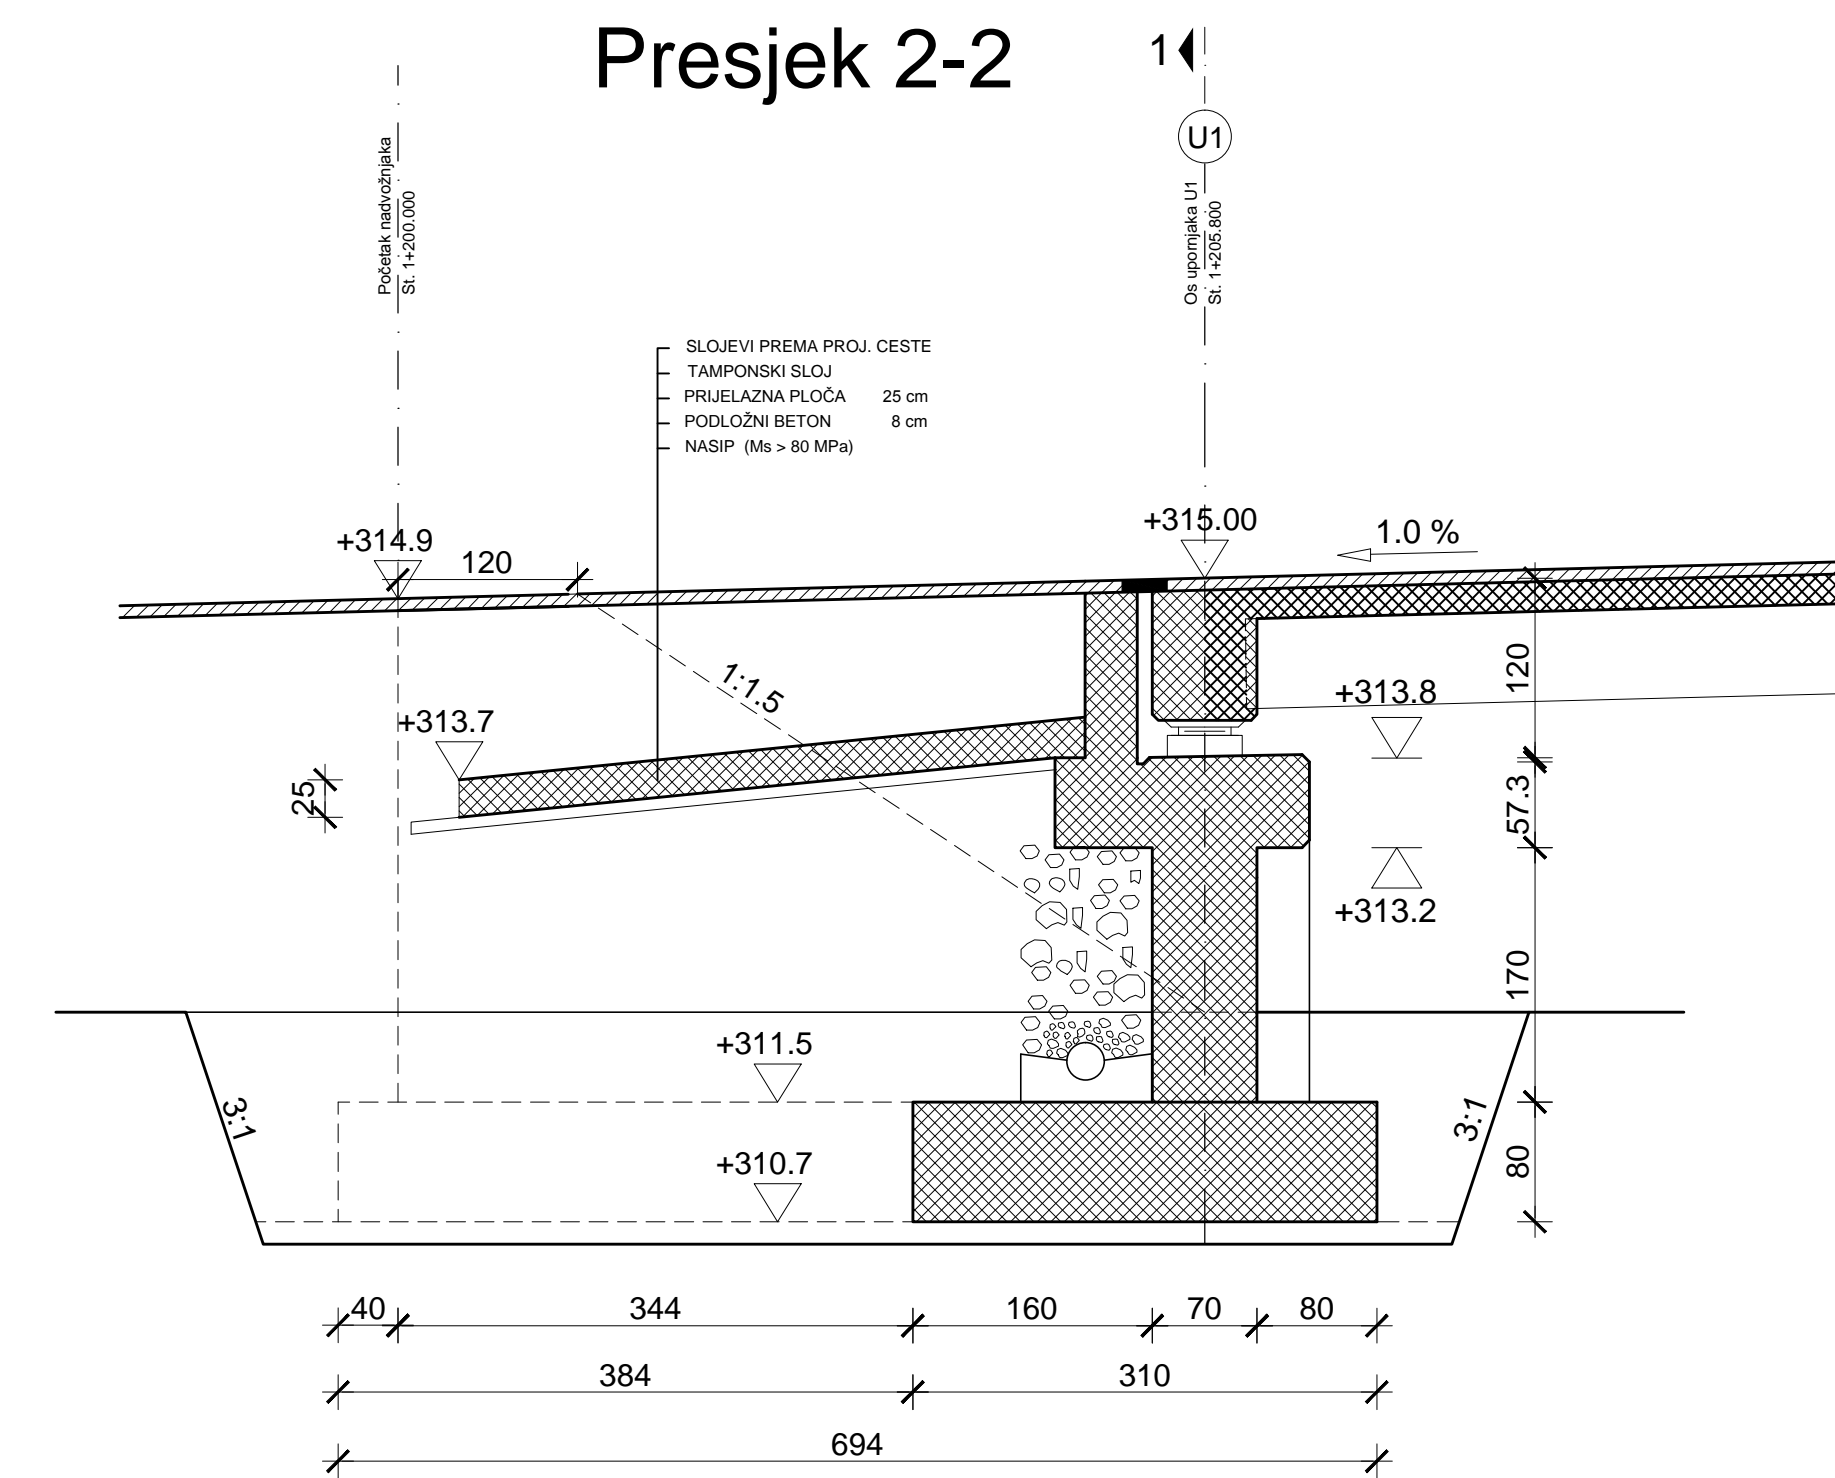 Presjek 2-2
1
U1
Početak nadvožnjaka
St. 1+200.000
Os upornjaka U1
St. 1+205.800
SLOJEVI PREMA PROJ. CESTE
TAMPONSKI SLOJ
PRIJELAZNA PLOČA 25 cm
PODLOŽNI BETON 8 cm
NASIP (Ms > 80 MPa)
+314.9
120
+315.00
1.0 %
1:1.5
120
+313.8
+313.7
25
57.3
+313.2
170
+311.5
3:1
3:1
+310.7
80
40 344 160 70 80
384 310
694